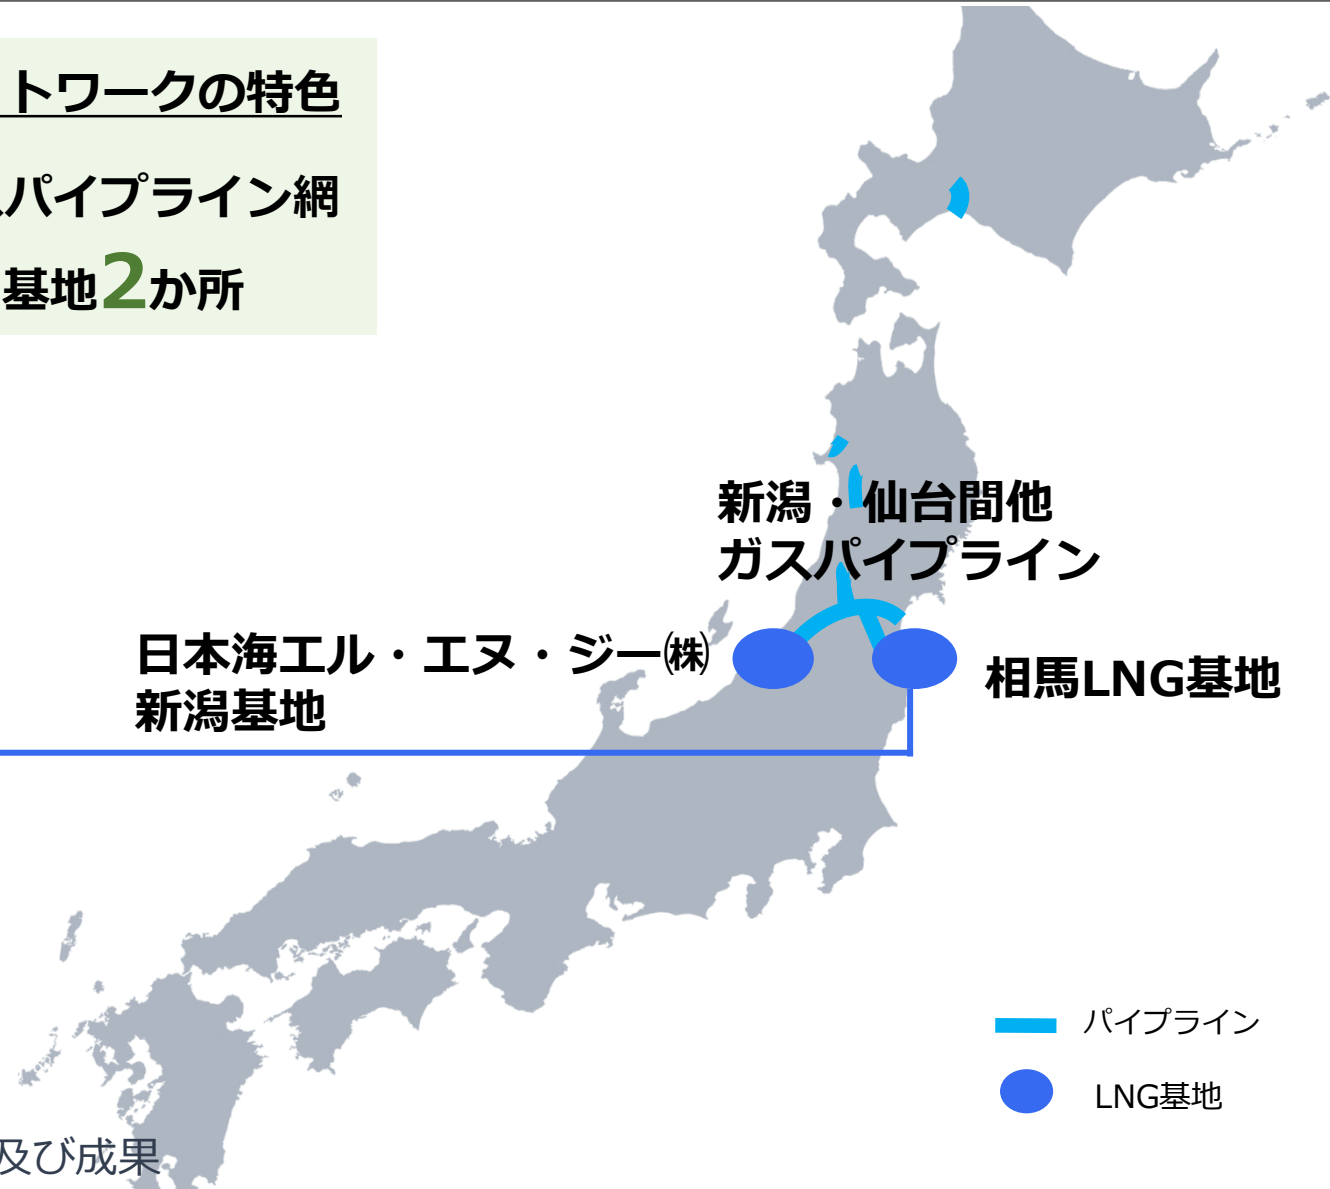 トワークの特色
パイプライン網
基地2か所
新潟・仙台間他
ガスパイプライン
日本海エル・エヌ・ジー㈱
新潟基地
相馬LNG基地
パイプライン
LNG基地
及び成果